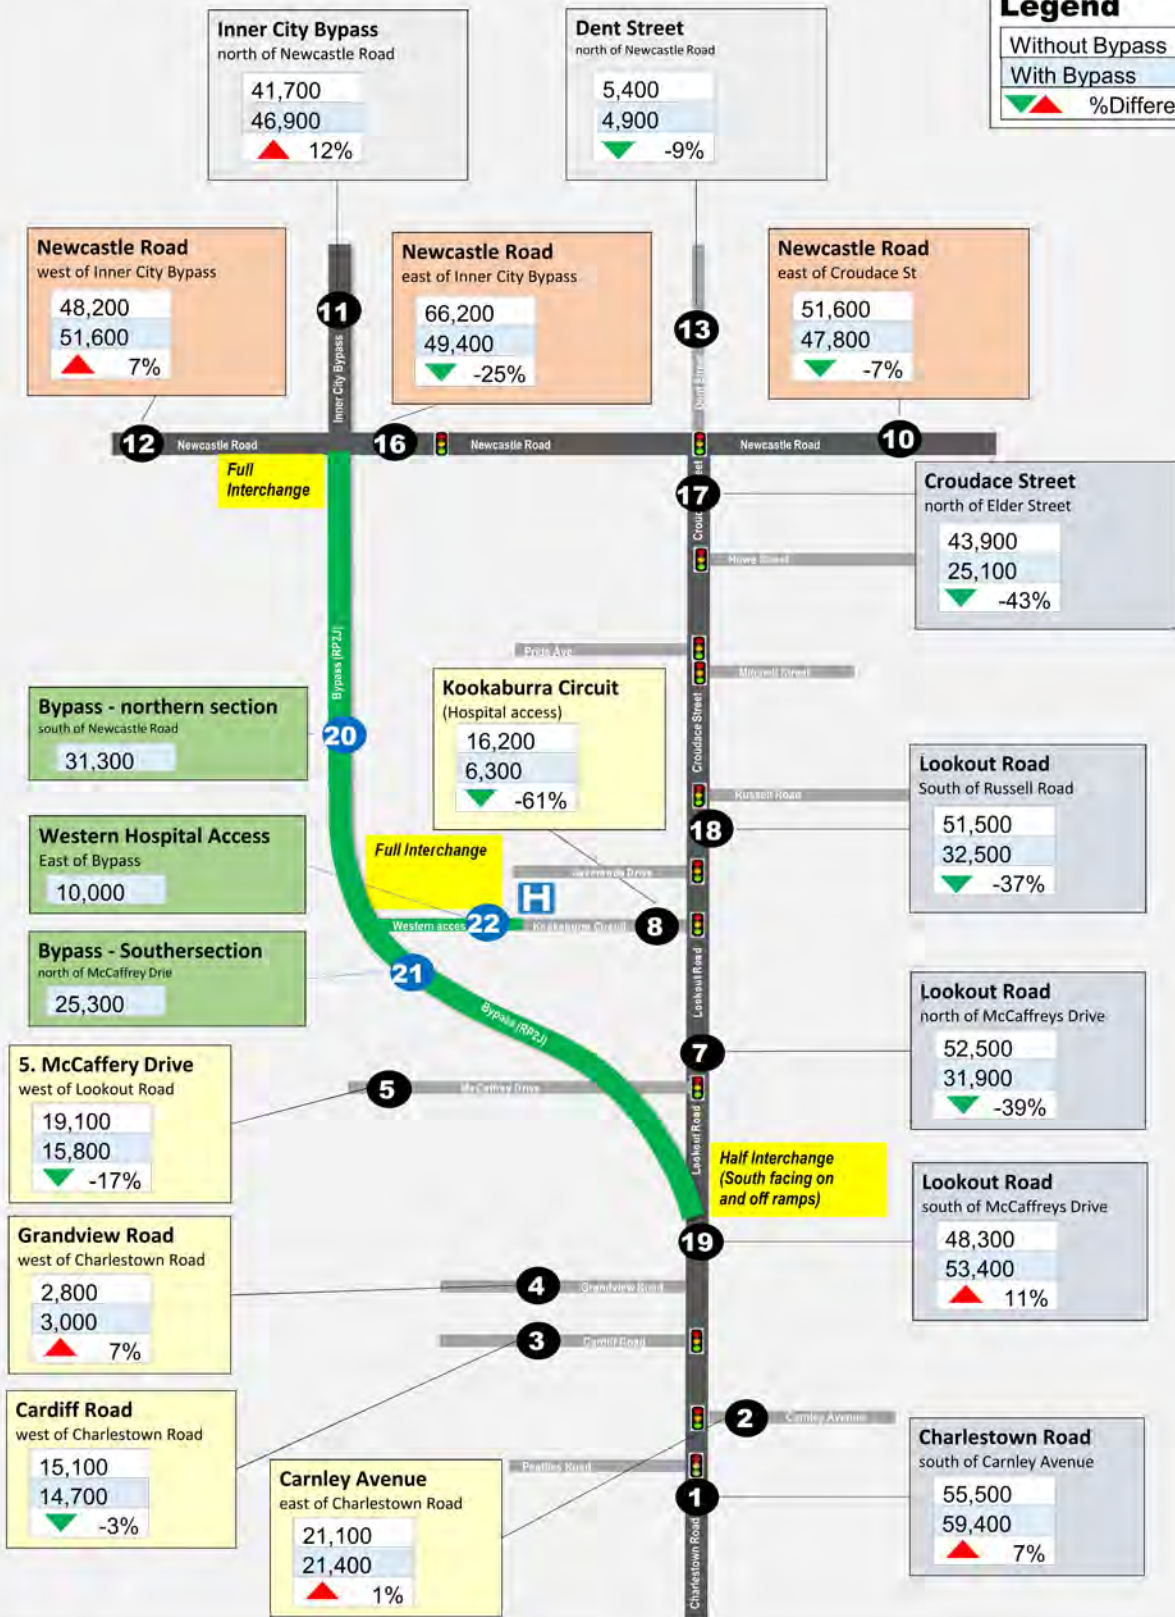 Legend
Without Bypass
With Bypass
%Differe
Inner City Bypass
north of Newcastle Road
41,700
46,900
12%
Dent Street
north of Newcastle Road
5,400
4,900
-9%
Newcastle Road
west of Inner City Bypass
48,200
51,600
7%
Newcastle Road
east of Inner City Bypass
66,200
49,400
-25%
Newcastle Road
east of Croudace St
51,600
47,800
-7%
11
Inner City Bypass
13
12
Newcastle Road
16
Newcastle Road
Newcastle Road
10
Full
Interchange
17
Croudace Street
north of Elder Street
43,900
25,100
-43%
Howe Street
Bypass (RP2J)
Croudace Street
Kookaburra Circuit
(Hospital access)
16,200
6,300
-61%
Bypass - northern section
south of Newcastle Road
31,300
20
Russell Road
Lookout Road
South of Russell Road
51,500
32,500
-37%
18
Western Hospital Access
East of Bypass
10,000
Full Interchange
H
Western acces
22
Kookaburra Circuit
8
Bypass - Southersection
north of McCaffrey Drie
25,300
21
Bypass (RP2J)
Lookout Road
Lookout Road
north of McCaffreys Drive
52,500
31,900
-39%
7
5. McCaffery Drive
west of Lookout Road
19,100
15,800
-17%
5
McCaffrey Drive
Lookout Road
Half Interchange
(South facing on
and off ramps)
Lookout Road
south of McCaffreys Drive
48,300
53,400
11%
19
Grandview Road
west of Charlestown Road
2,800
3,000
7%
4
Grandview Road
3
Cardiff Road
Cardiff Road
west of Charlestown Road
15,100
14,700
-3%
2
Carnley Avenue
Carnley Avenue
east of Charlestown Road
21,100
21,400
1%
1
Charlestown Road
Charlestown Road
south of Carnley Avenue
55,500
59,400
7%